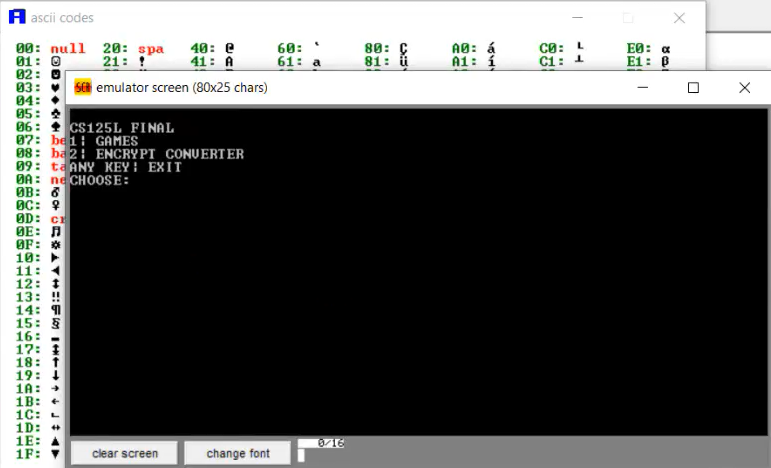 ascii codes
00: null 20: spa 40: @ 60: ` 80: Ç A0: á C0: └ E0: α
01: ☺ 21: ! 41: A 61: a 81: ü A1: í C1: ┴ E1: β
02: ☻
03: ♥
04: ♦
05: ♣
06: ♠
07: be
08: ba
09: ta
0A: ne
0B: ♂
0C: ♀
0D: cr
0E: ♫
0F: ☼
10: ►
11: ◄
12: ↕
13: ‼
14: ¶
15: §
16: ▬
17: ↨
18: ↑
19: ↓
1A: →
1B: ←
1C: ∟
1D: ↔
1E: ▲
1F: ▼
emulator screen (80x25 chars)
CS125L FINAL
1¦ GAMES
2¦ ENCRYPT CONVERTER
ANY KEY¦ EXIT
CHOOSE:
clear screen change font 0/16